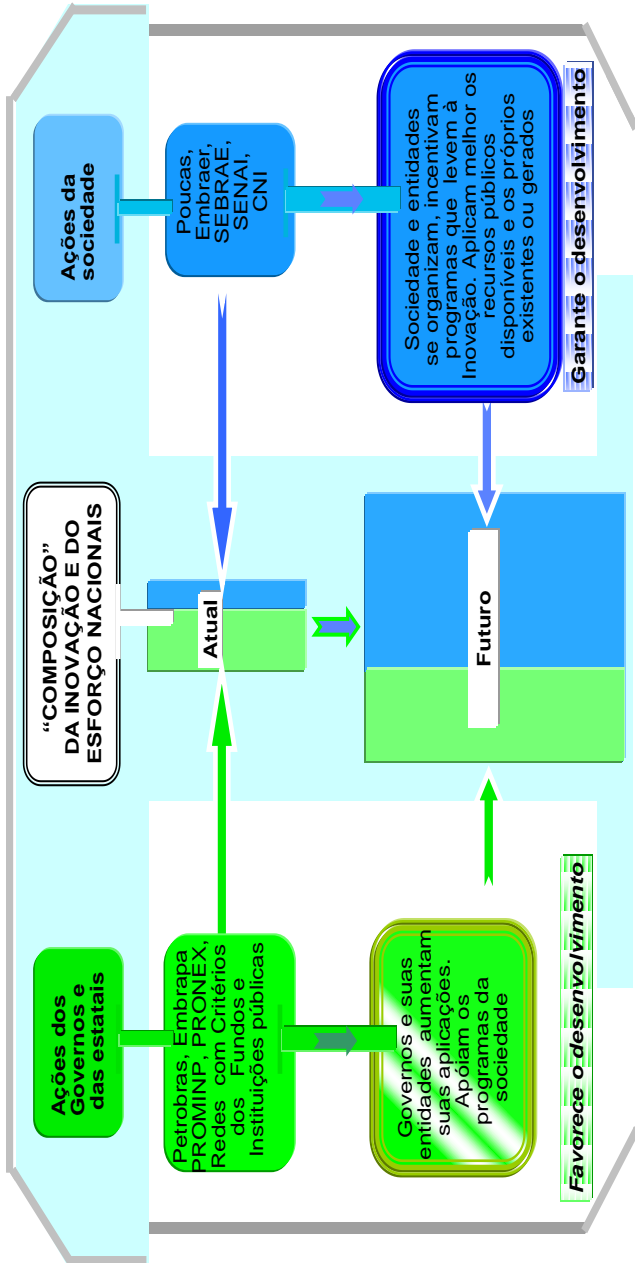 “COMPOSIÇÃO”
DA INOVAÇÃO E DO
ESFORÇO NACIONAIS
Ações dos
Governos e
das estatais
Ações da
sociedade
Petrobras, Embrapa
PROMINP, PRONEX,
Redes com Critérios
dos Fundos e
Instituições públicas
Atual
Poucas,
Embraer,
SEBRAE,
SENAI,
CNI
Governos e suas
entidades aumentam
suas aplicações.
Apóiam os
programas da
sociedade
Futuro
Sociedade e entidades
se organizam, incentivam
programas que levem à
Inovação. Aplicam melhor os
recursos públicos
disponíveis e os próprios
existentes ou gerados
Favorece o desenvolvimento
Garante o desenvolvimento